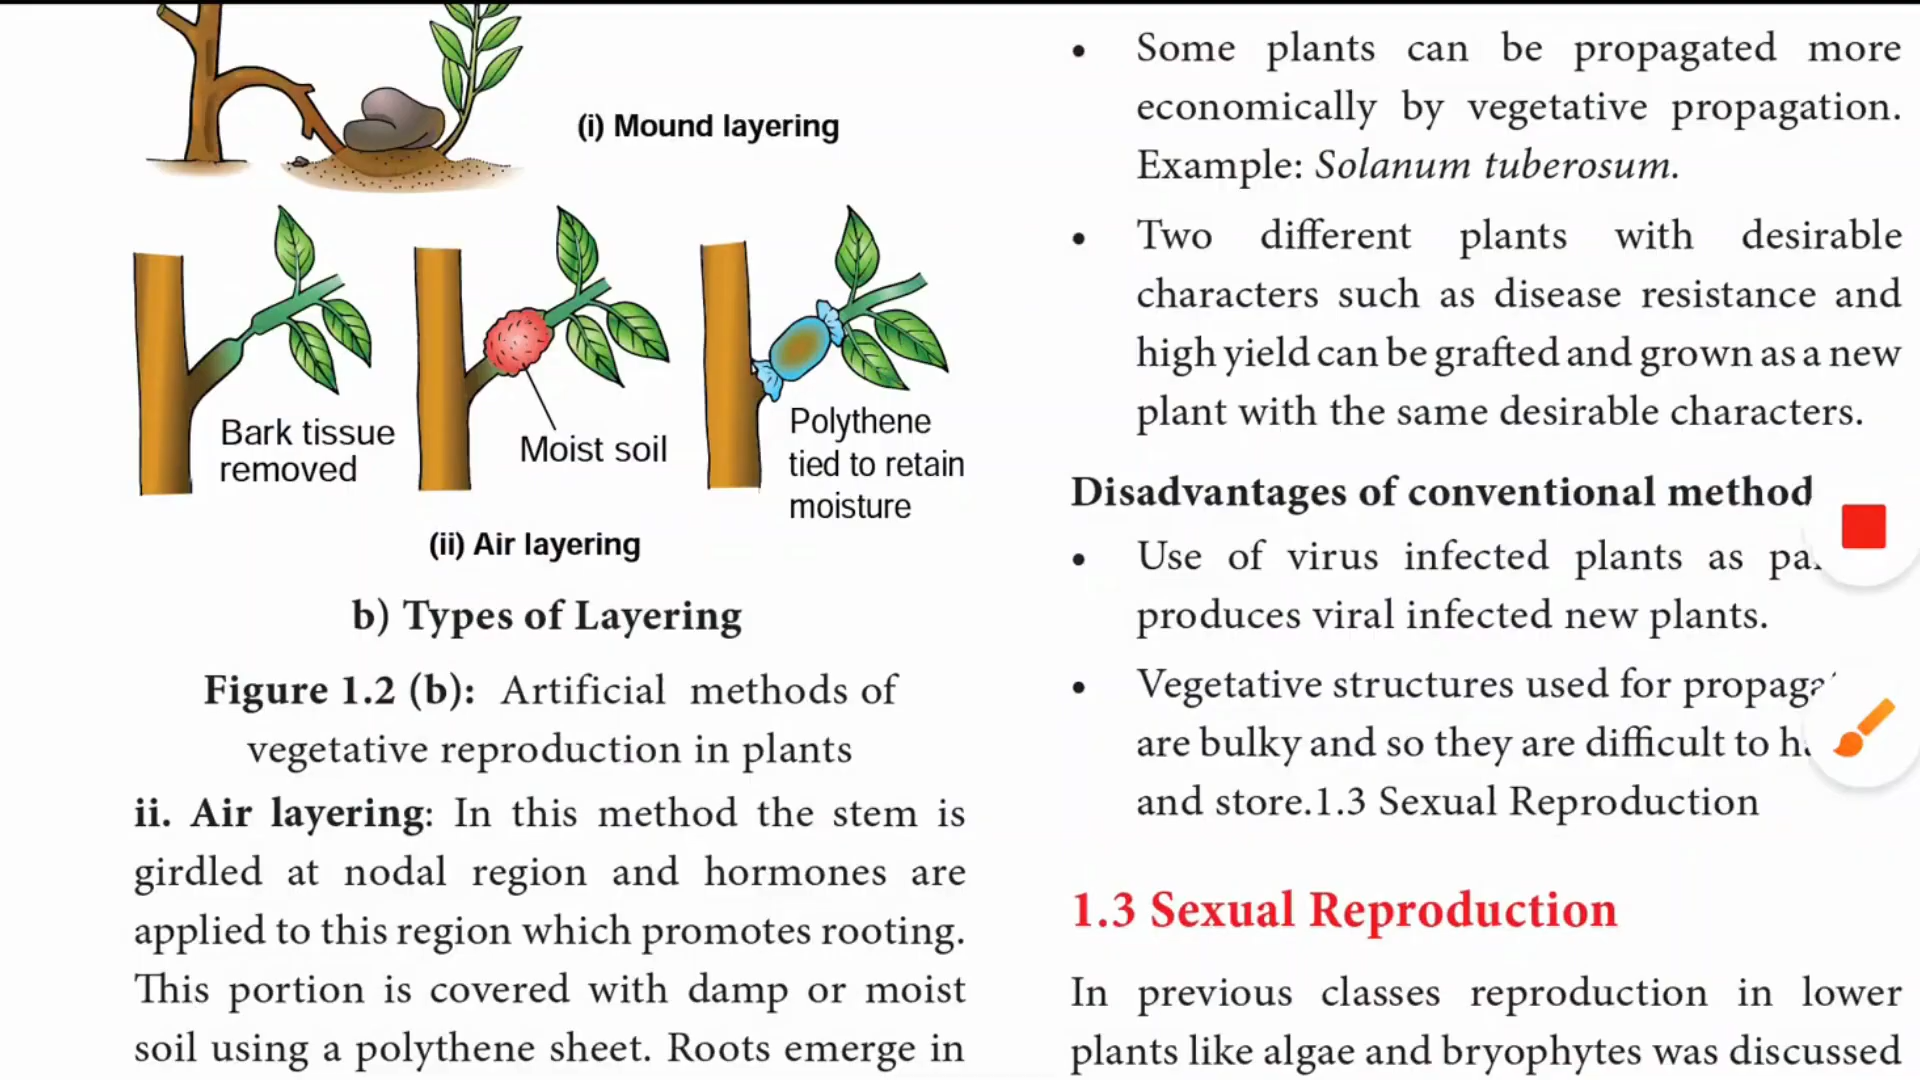 (i) Mound layering
Bark tissue
removed
Moist soil
Polythene
tied to retain
moisture
(ii) Air layering
b) Types of Layering
Figure 1.2 (b): Artificial methods of
vegetative reproduction in plants
ii. Air layering: In this method the stem is
girdled at nodal region and hormones are
applied to this region which promotes rooting.
This portion is covered with damp or moist
soil using a polythene sheet. Roots emerge in
• Some plants can be propagated more
economically by vegetative propagation.
Example: Solanum tuberosum.
• Two different plants with desirable
characters such as disease resistance and
high yield can be grafted and grown as a new
plant with the same desirable characters.
Disadvantages of conventional method
• Use of virus infected plants as
produces viral infected new plants.
• Vegetative structures used for
are bulky and so they are difficult to
and store.1.3 Sexual Reproduction
1.3 Sexual Reproduction
In previous classes reproduction in lower
plants like algae and bryophytes was discussed